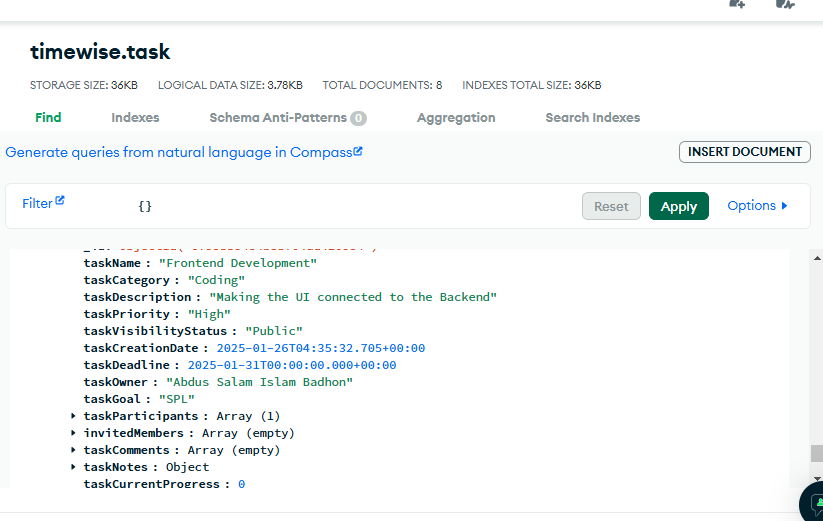 timewise.task
STORAGE SIZE: 36KB LOGICAL DATA SIZE: 3.78KB TOTAL DOCUMENTS: 8 INDEXES TOTAL SIZE: 36KB
Find Indexes Schema Anti-Patterns 0 Aggregation Search Indexes
Generate queries from natural language in Compass
INSERT DOCUMENT
Filter {} Reset Apply Options
taskName : "Frontend Development"
taskCategory : "Coding"
taskDescription : "Making the UI connected to the Backend"
taskPriority : "High"
taskVisibilityStatus : "Public"
taskCreationDate : 2025-01-26T04:35:32.705+00:00
taskDeadline : 2025-01-31T00:00:00.000+00:00
taskOwner : "Abdus Salam Islam Badhon"
taskGoal : "SPL"
taskParticipants : Array (1)
invitedMembers : Array (empty)
taskComments : Array (empty)
taskNotes : Object
taskCurrentProgress : 0